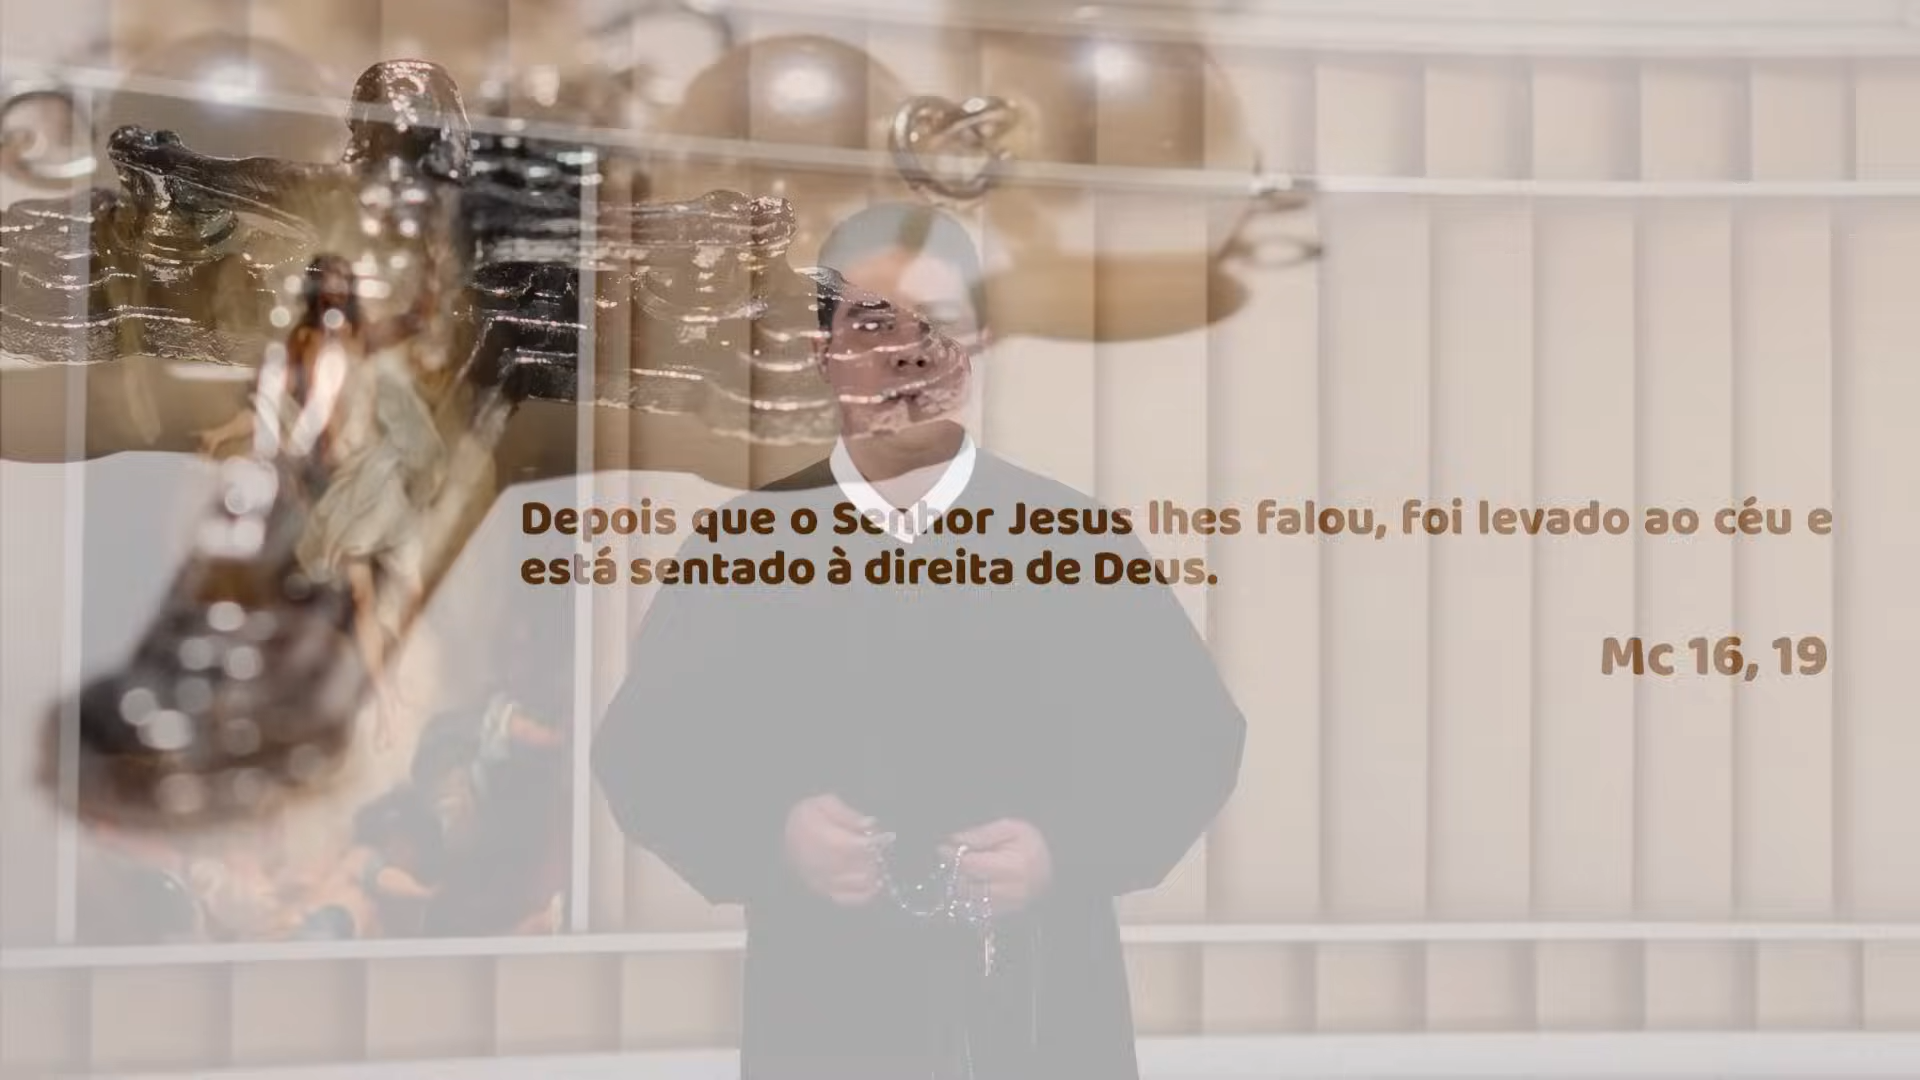 Depois que o Senhor Jesus lhes falou, foi levado ao céu e
está sentado à direita de Deus.
Mc 16, 19